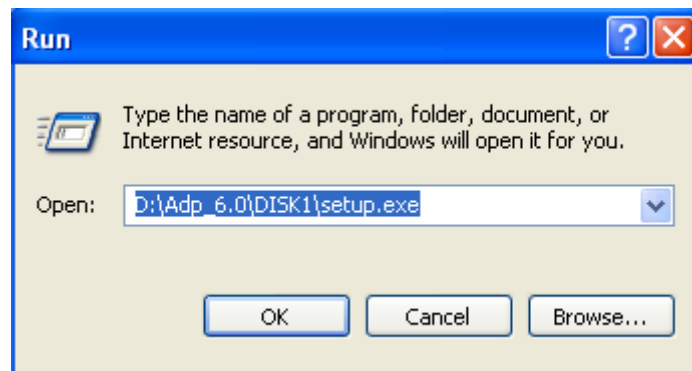 Run
Type the name of a program, folder, document, or
Internet resource, and Windows will open it for you.
Open: D:\Adp_6.0\DISK1\setup.exe
OK Cancel Browse...